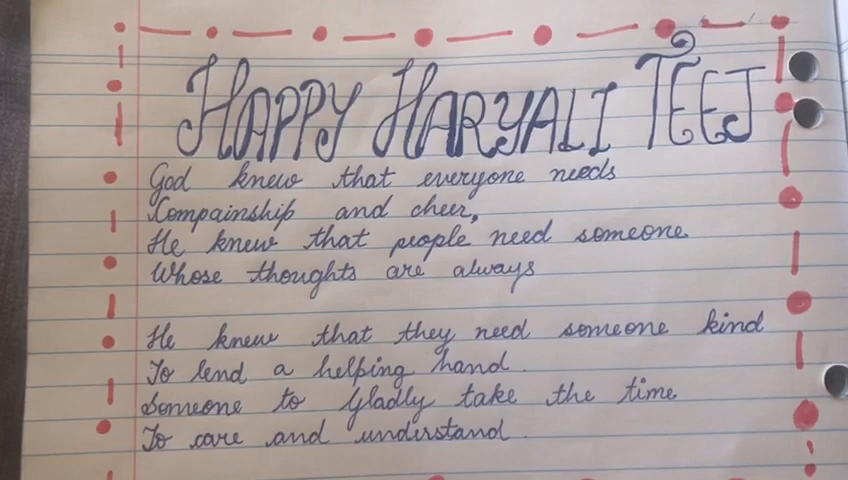 HAPPY HARYALI TEEJ
God knew that everyone needs
Compainship and cheer,
He knew that people need someone
Whose thoughts are always
He knew that they need someone kind
To lend a helping hand.
Someone to Gladly take the time
To care and understand.